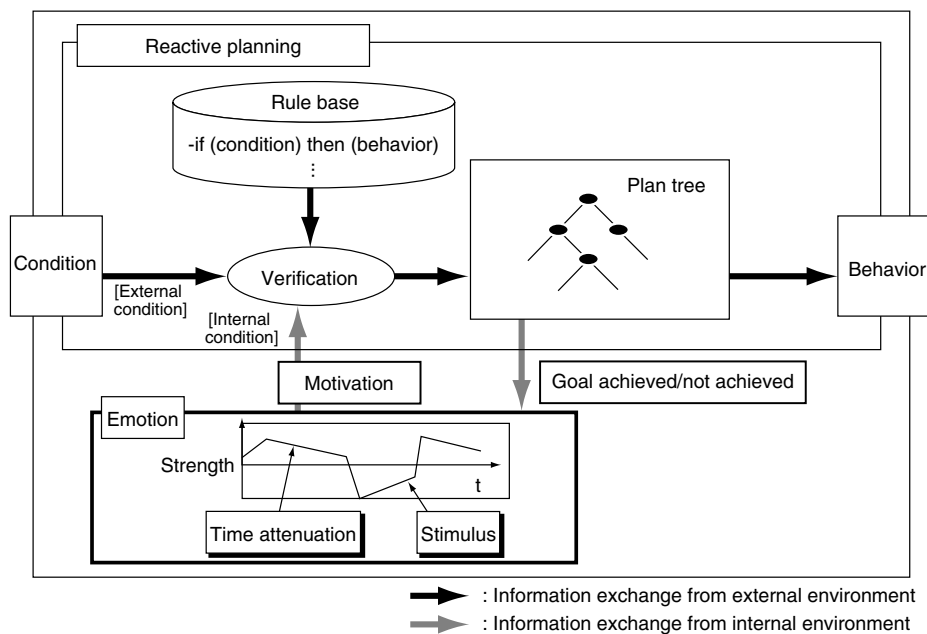 Reactive planning
Rule base
-if (condition) then (behavior)
⋮
Plan tree
Condition
Verification
Behavior
[External
condition]
[Internal
condition]
Motivation
Goal achieved/not achieved
Emotion
Strength
t
Time attenuation
Stimulus
: Information exchange from external environment
: Information exchange from internal environment